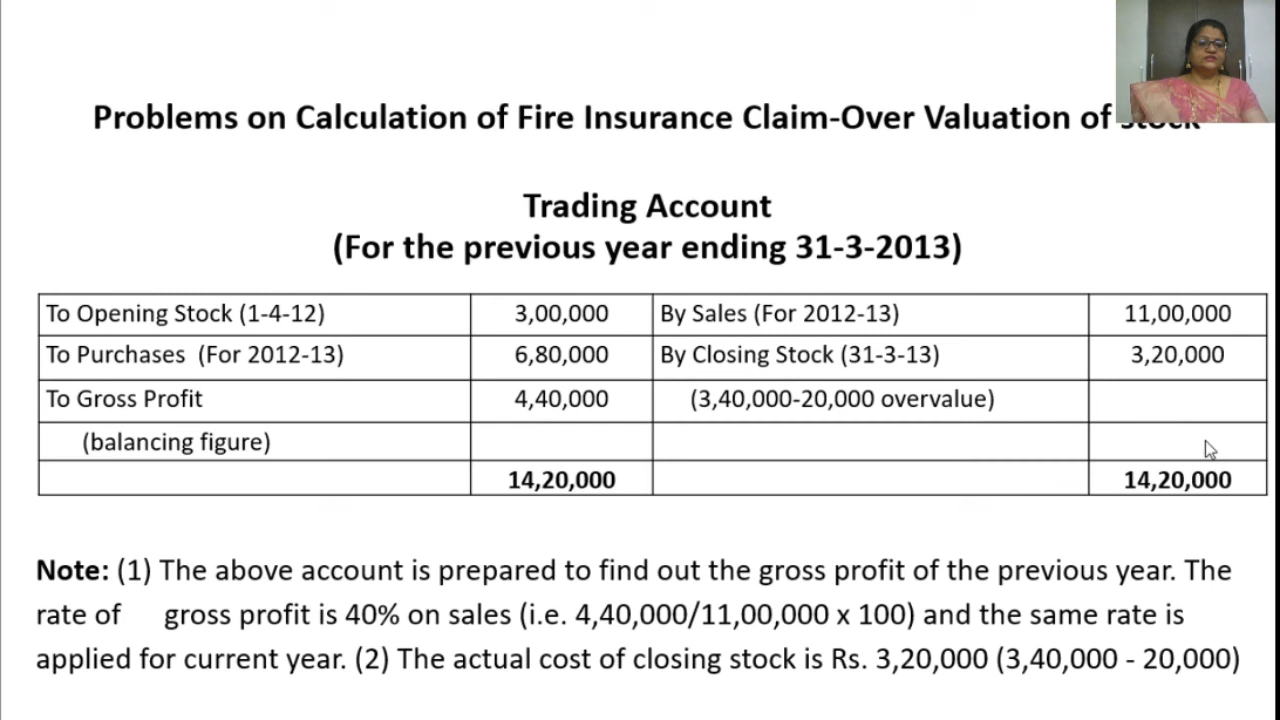 Problems on Calculation of Fire Insurance Claim-Over Valuation of stock
Trading Account
(For the previous year ending 31-3-2013)
To Opening Stock (1-4-12) 3,00,000 By Sales (For 2012-13) 11,00,000
To Purchases (For 2012-13) 6,80,000 By Closing Stock (31-3-13) 3,20,000
To Gross Profit 4,40,000 (3,40,000-20,000 overvalue)
(balancing figure)
14,20,000 14,20,000
Note: (1) The above account is prepared to find out the gross profit of the previous year. The
rate of gross profit is 40% on sales (i.e. 4,40,000/11,00,000 x 100) and the same rate is
applied for current year. (2) The actual cost of closing stock is Rs. 3,20,000 (3,40,000 - 20,000)